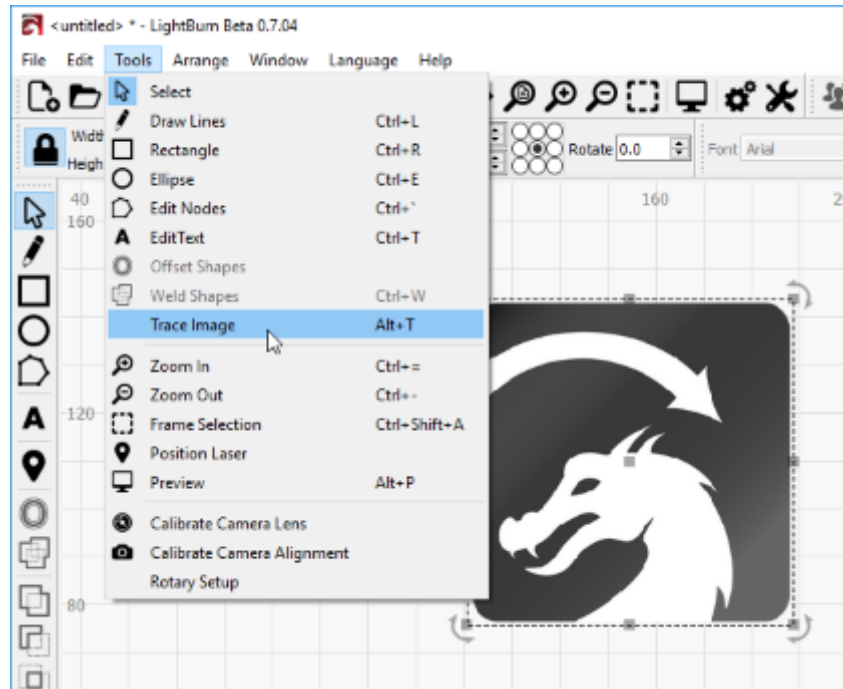 <untitled> * - LightBurn Beta 0.7.04
File Edit Tools Arrange Window Language Help
Select
Draw Lines Ctrl+L
Rectangle Ctrl+R
Ellipse Ctrl+E
Edit Nodes Ctrl+`
EditText Ctrl+T
Offset Shapes
Weld Shapes Ctrl+W
Trace Image Alt+T
Zoom In Ctrl+=
Zoom Out Ctrl+-
Frame Selection Ctrl+Shift+A
Position Laser
Preview Alt+P
Calibrate Camera Lens
Calibrate Camera Alignment
Rotary Setup
Rotate 0.0 Font Arial
40 160
160
120
80